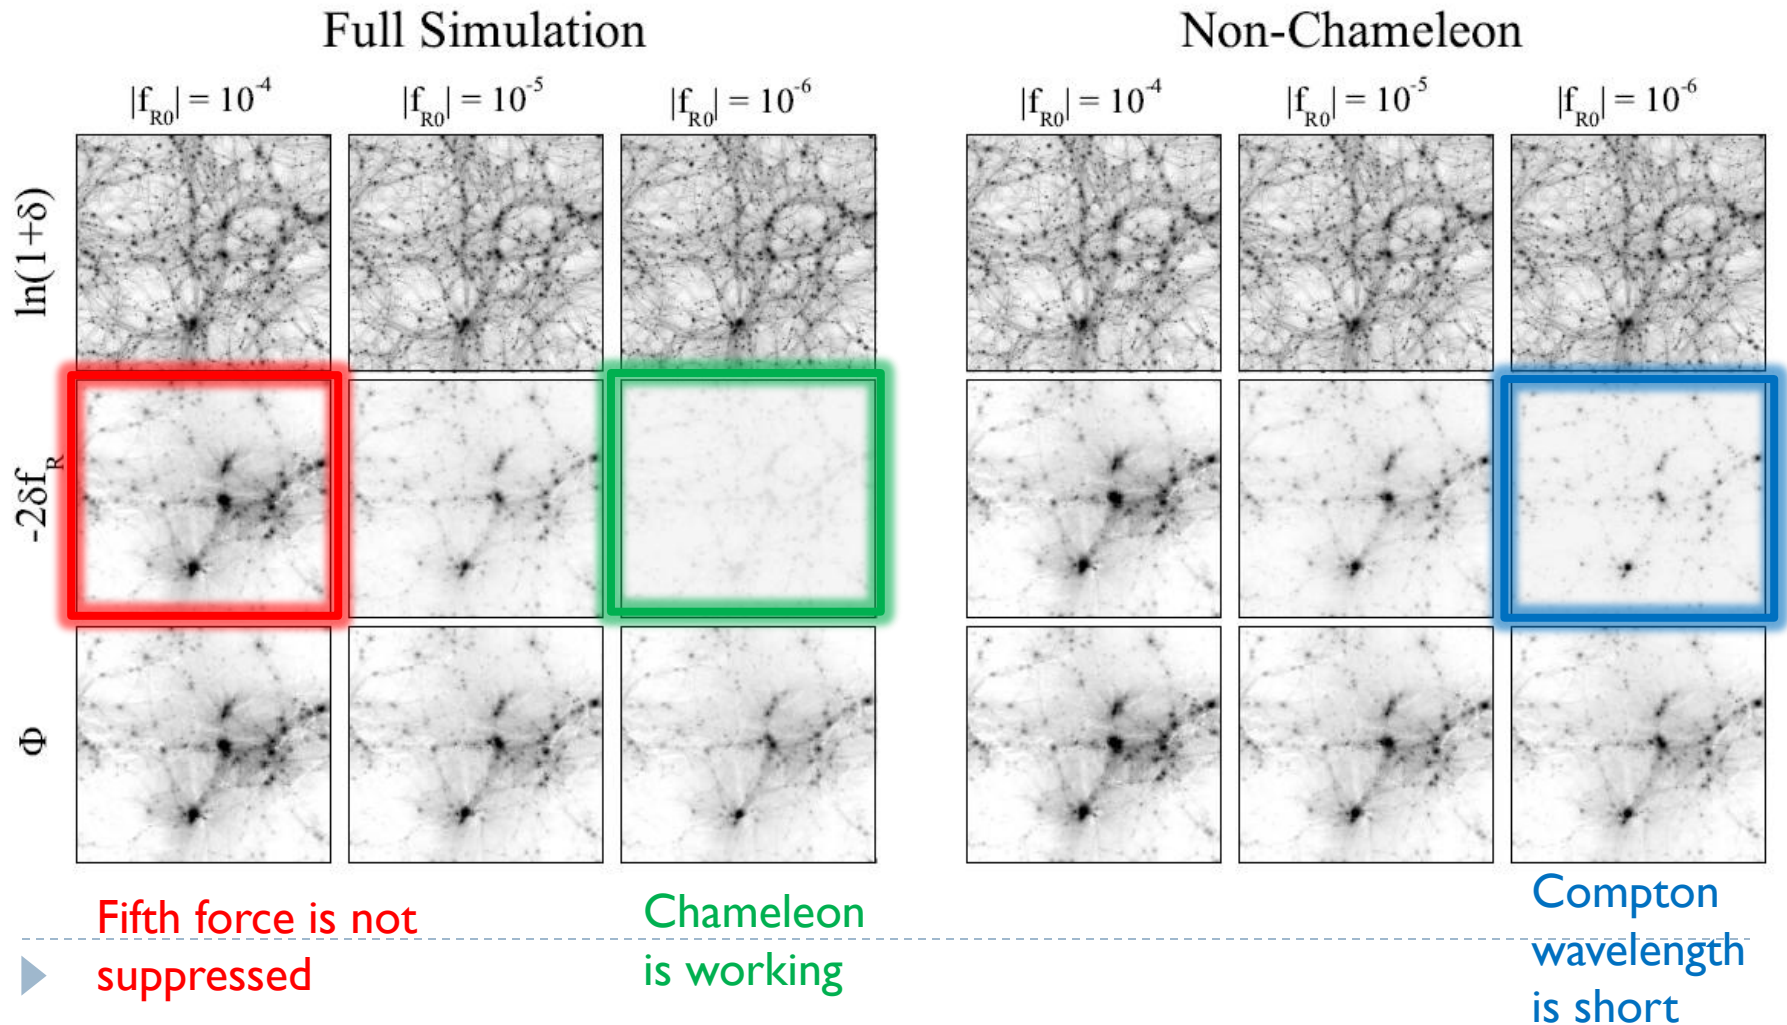 Full Simulation
Non-Chameleon
|f_R0| = 10^-4
|f_R0| = 10^-5
|f_R0| = 10^-6
|f_R0| = 10^-4
|f_R0| = 10^-5
|f_R0| = 10^-6
ln(1+δ)
-2δf_R
Φ
Fifth force is not
suppressed
Chameleon
is working
Compton
wavelength
is short